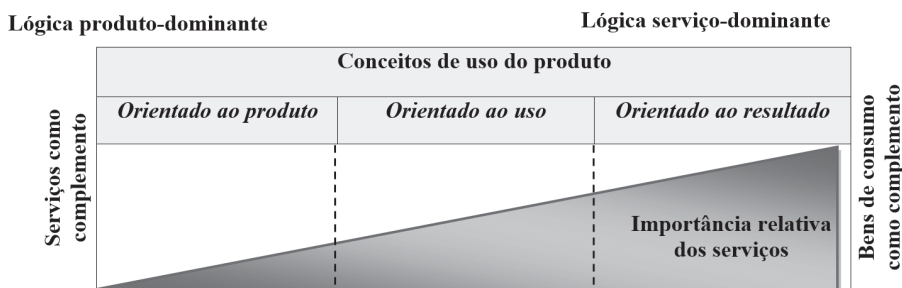 Lógica produto-dominante
Lógica serviço-dominante
Conceitos de uso do produto
Orientado ao produto
Orientado ao uso
Orientado ao resultado
Serviços como
complemento
Importância relativa
dos serviços
Bens de consumo
como complemento